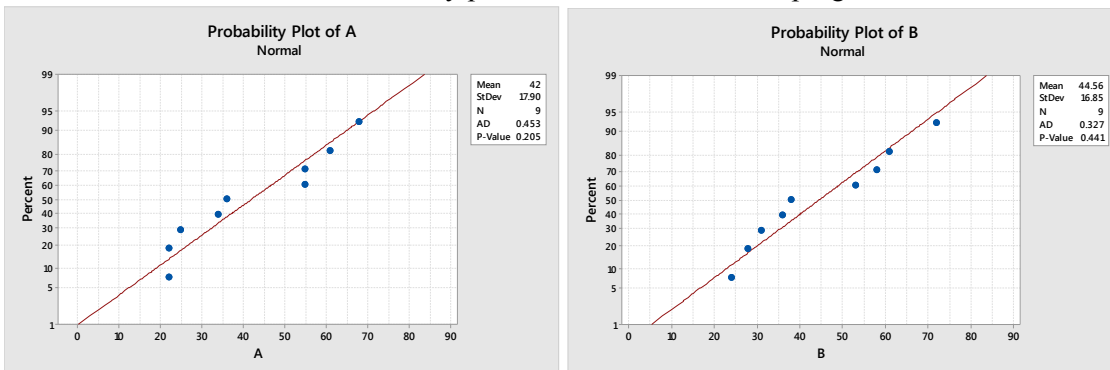 Probability Plot of A
Normal
99
95
90
80
70
60
50
40
30
20
10
5
1
Percent
0 10 20 30 40 50 60 70 80 90
A
Mean 42
StDev 17.90
N 9
AD 0.453
P-Value 0.205
Probability Plot of B
Normal
99
95
90
80
70
60
50
40
30
20
10
5
1
Percent
0 10 20 30 40 50 60 70 80 90
B
Mean 44.56
StDev 16.85
N 9
AD 0.327
P-Value 0.441